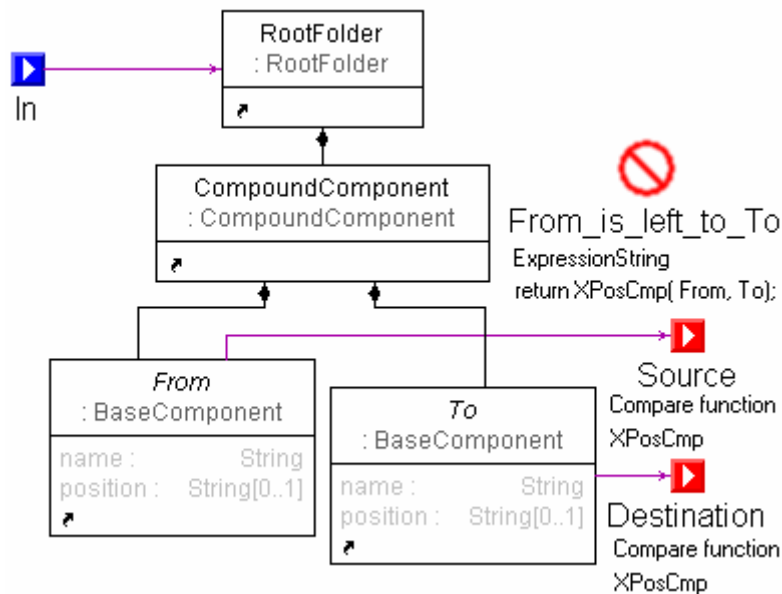 RootFolder
: RootFolder
In
CompoundComponent
: CompoundComponent
From_is_left_to_To
ExpressionString
return XPosCmp( From, To);
From
: BaseComponent
name : String
position : String[0..1]
To
: BaseComponent
name : String
position : String[0..1]
Source
Compare function
XPosCmp
Destination
Compare function
XPosCmp